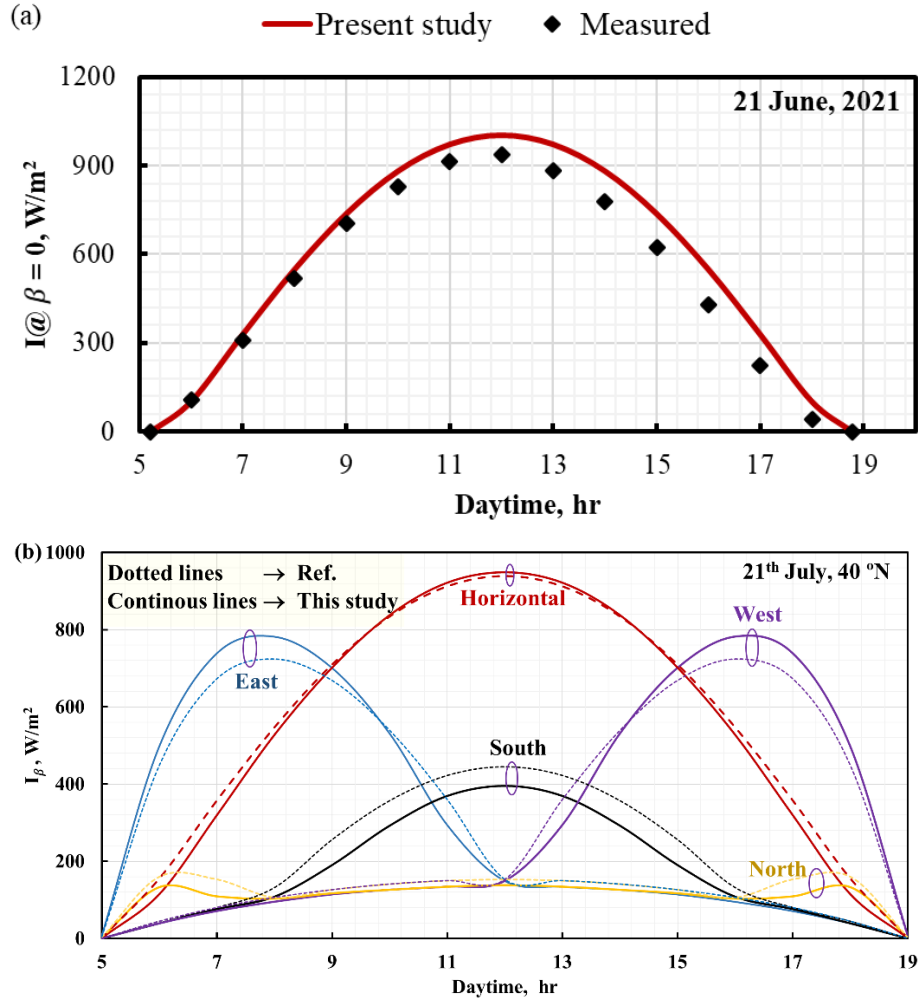 (a)
Present study
Measured
1200
900
600
300
0
21 June, 2021
I@ β = 0, W/m²
5 7 9 11 13 15 17 19
Daytime, hr
(b)
1000
800
600
400
200
0
Dotted lines → Ref.
Continous lines → This study
21th July, 40 °N
Horizontal
West
East
South
North
Iβ, W/m²
5 7 9 11 13 15 17 19
Daytime, hr